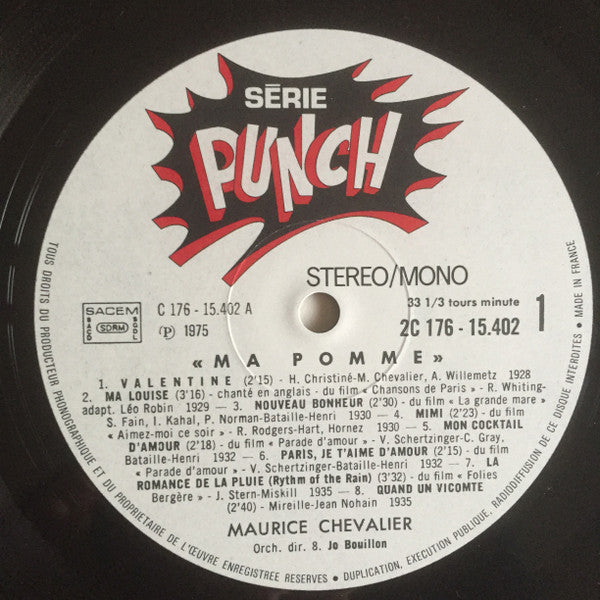 SÉRIE
PUNCH
STEREO/MONO
SACEM
SACD SDRM SGDL
C 176 - 15.402 A
Ⓟ 1975
33 1/3 tours minute
2C 176 - 15.402
1
« MA POMME »
1. VALENTINE (2'15) - H. Christiné-M. Chevalier, A. Willemetz 1928
2. MA LOUISE (3'16) - chanté en anglais - du film « Chansons de Paris » - R. Whiting-
adapt. Léo Robin 1929 — 3. NOUVEAU BONHEUR (2'30) - du film « La grande mare »
S. Fain, I. Kahal, P. Norman-Bataille-Henri 1930 — 4. MIMI (2'23) - du film
« Aimez-moi ce soir » - R. Rodgers-Hart, Hornez 1930 — 5. MON COCKTAIL
D'AMOUR (2'18) - du film « Parade d'amour » - V. Schertzinger-C. Gray,
Bataille-Henri 1932 — 6. PARIS, JE T'AIME D'AMOUR (2'15) - du film
« Parade d'amour » - V. Schertzinger-Bataille-Henri 1932 — 7. LA
ROMANCE DE LA PLUIE (Rythm of the Rain) (3'32) - du film « Folies
Bergère » - J. Stern-Miskill 1935 — 8. QUAND UN VICOMTE
(2'40) - Mireille-Jean Nohain 1935
MAURICE CHEVALIER
Orch. dir. 8. Jo Bouillon
TOUS DROITS DU PRODUCTEUR PHONOGRAPHIQUE ET DU PROPRIETAIRE DE L'ŒUVRE ENREGISTREE RESERVES • DUPLICATION, EXECUTION PUBLIQUE, RADIODIFFUSION DE CE DISQUE INTERDITES • MADE IN FRANCE